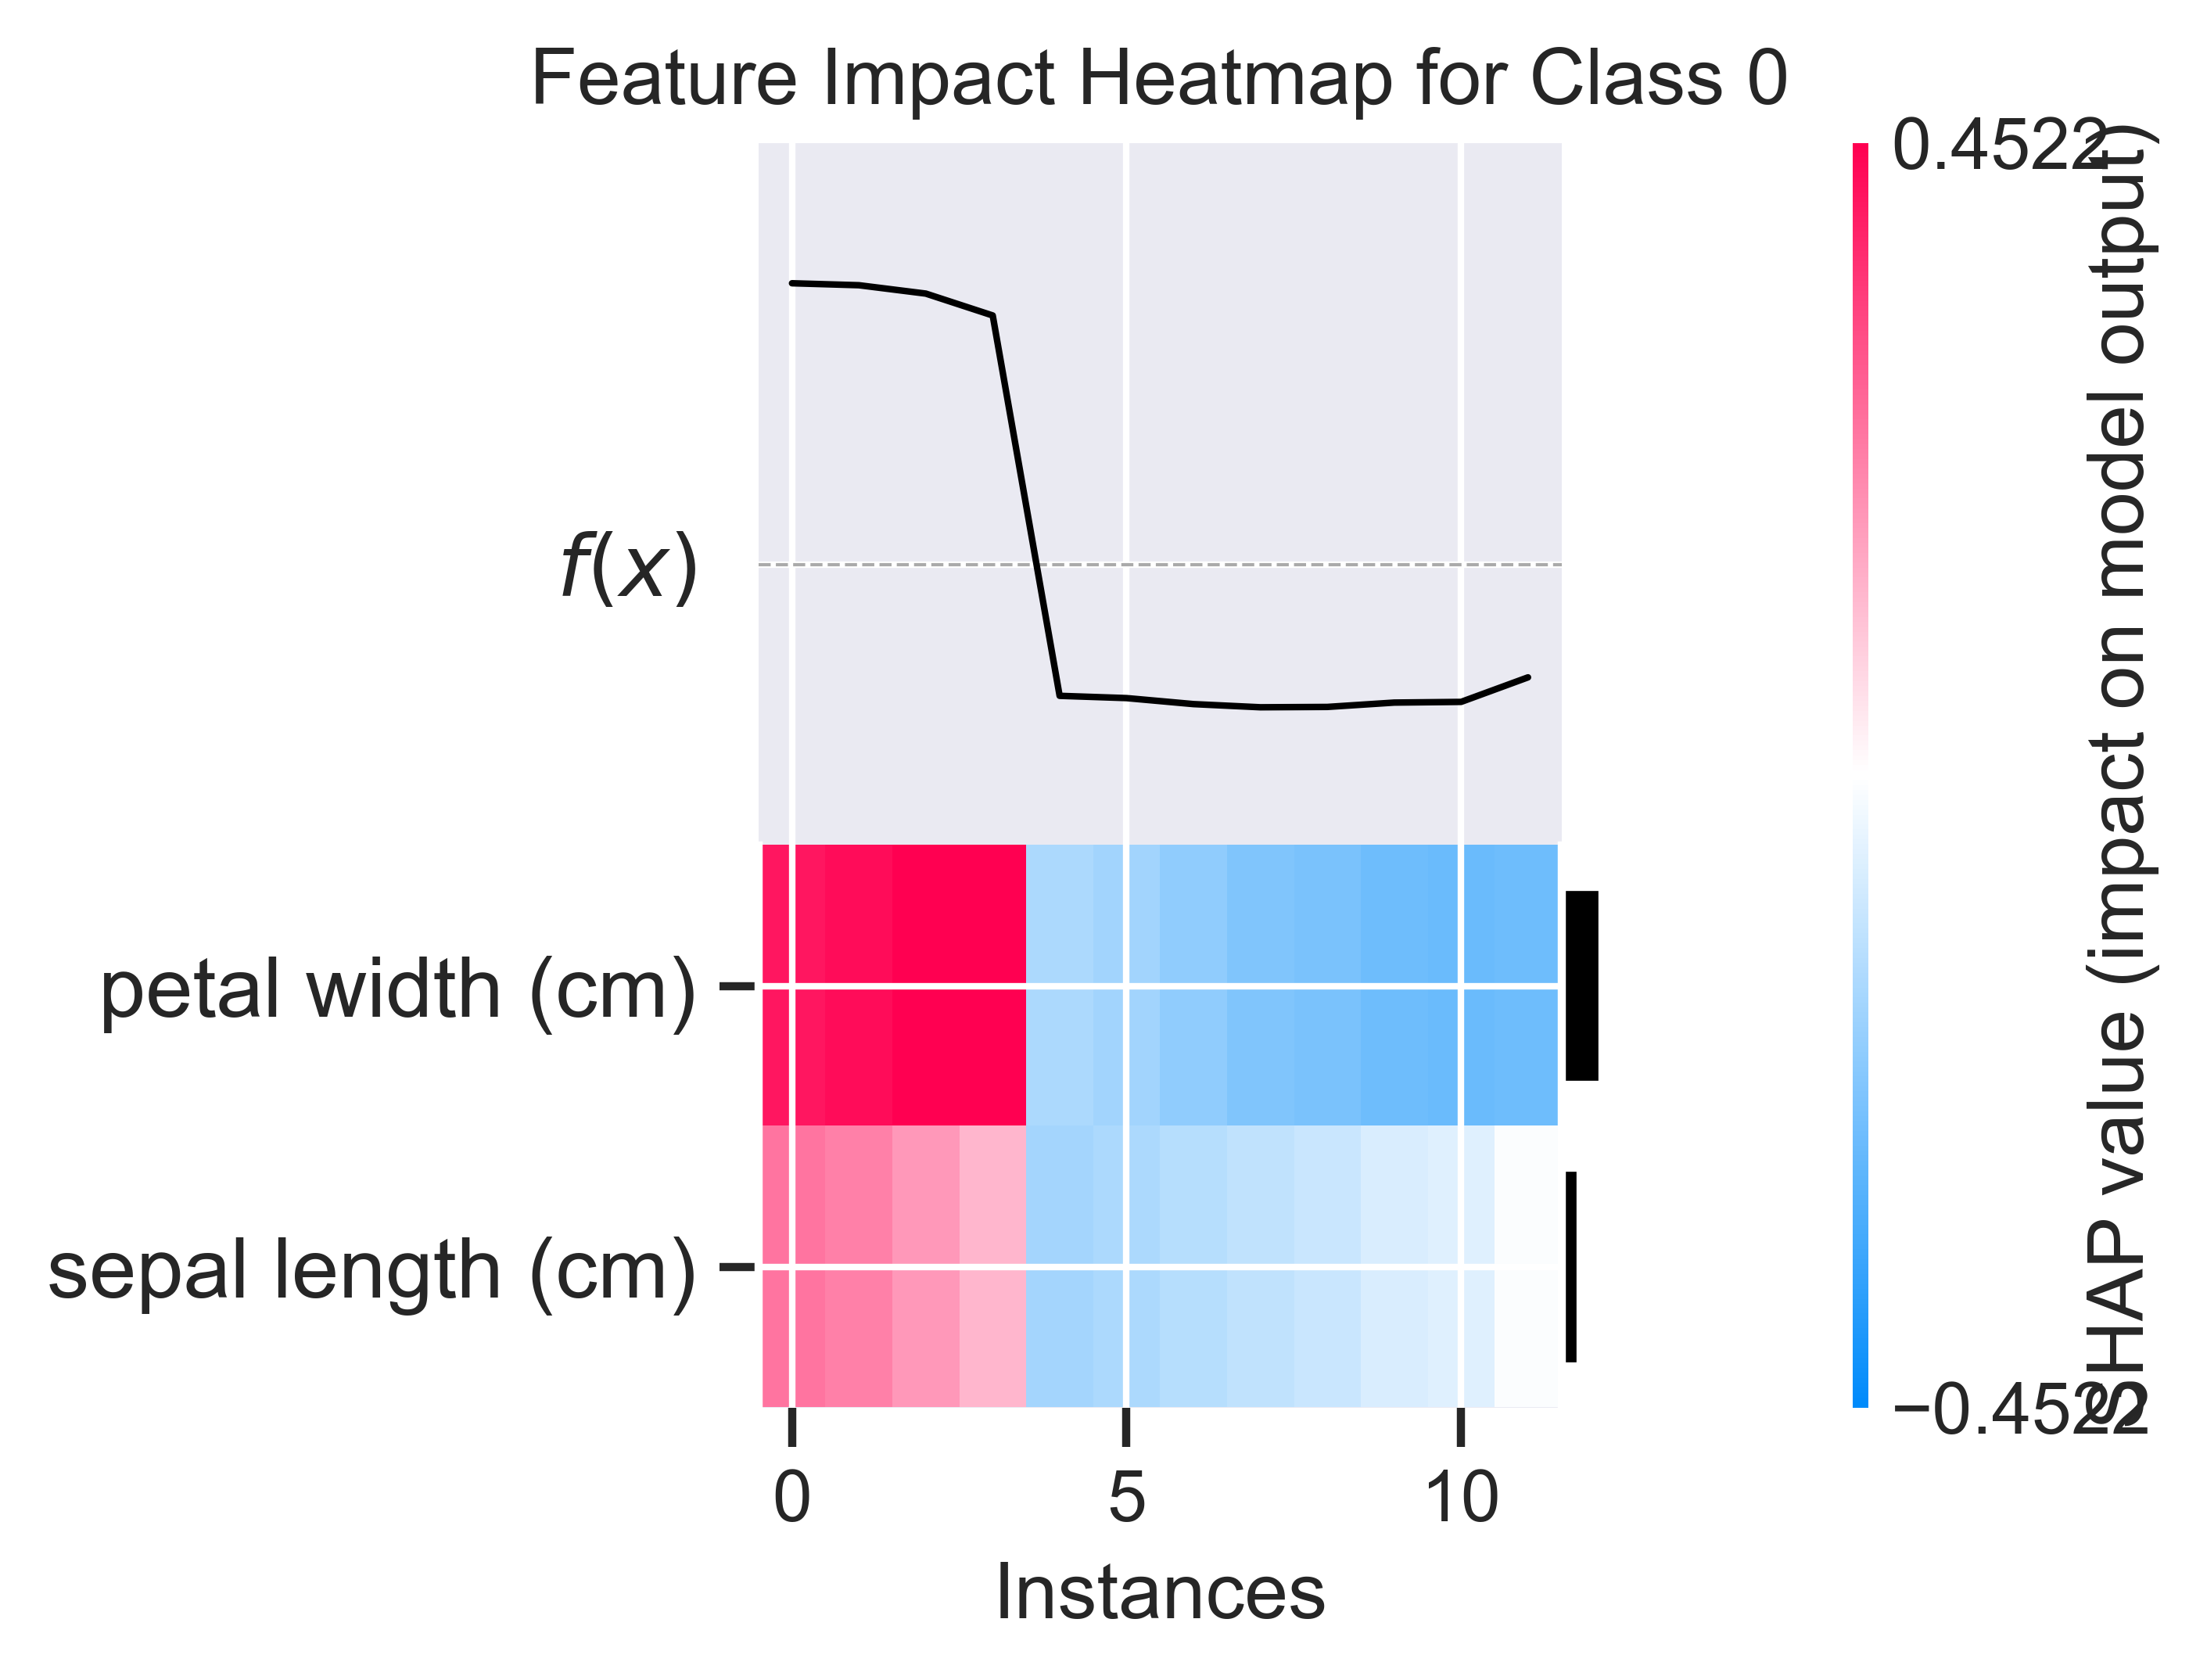 Feature Impact Heatmap for Class 0
0.4522
f(x)
SHAP value (impact on model output)
petal width (cm)
sepal length (cm)
−0.4522
0 5 10
Instances